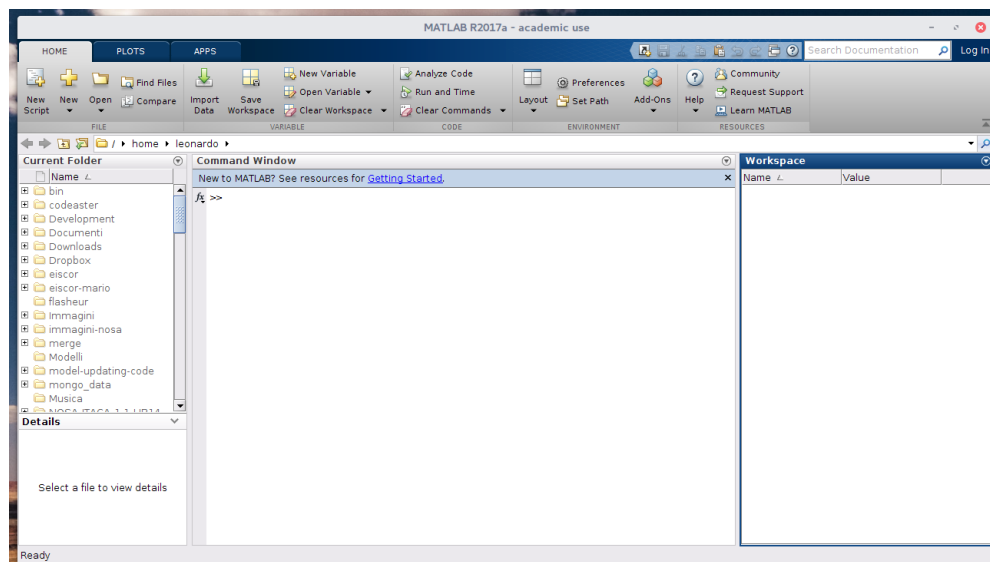 MATLAB R2017a - academic use
HOME PLOTS APPS Search Documentation Log In
New Script New Open Find Files Compare
Import Data Save Workspace New Variable Open Variable Clear Workspace
Analyze Code Run and Time Clear Commands
Layout Preferences Set Path Add-Ons
Help Community Request Support Learn MATLAB
FILE VARIABLE CODE ENVIRONMENT RESOURCES
/ home leonardo
Current Folder
Name
bin
codeaster
Development
Documenti
Downloads
Dropbox
eiscor
eiscor-mario
flasheur
Immagini
immagini-nosa
merge
Modelli
model-updating-code
mongo_data
Musica
Details
Select a file to view details
Command Window
New to MATLAB? See resources for Getting Started.
fx >>
Workspace
Name Value
Ready